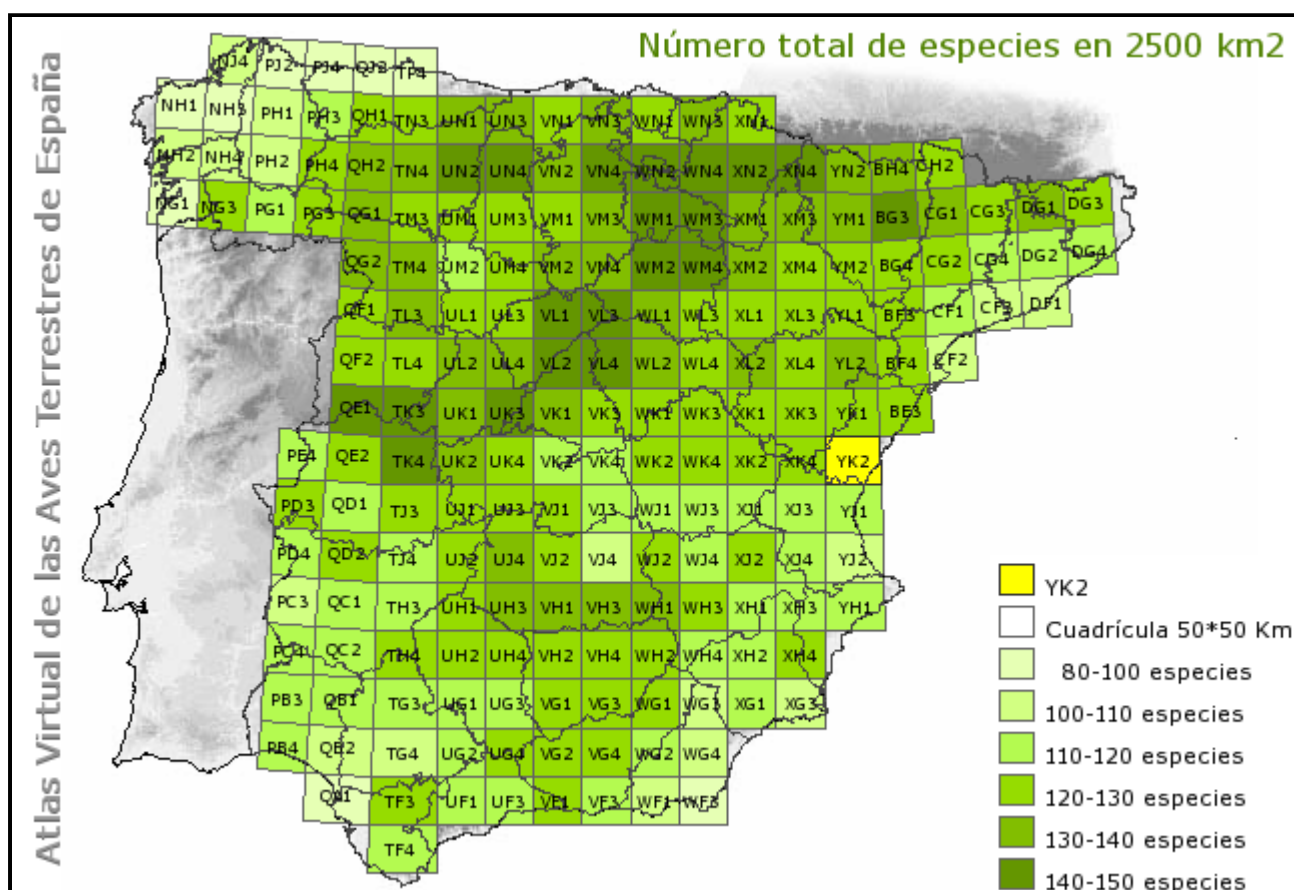 Número total de especies en 2500 km2
Atlas Virtual de las Aves Terrestres de España
NJ4 PJ2 PJ4 QJ2 TP4
NH1 NH3 PH1 PH3 QH1 TN3 UN1 UN3 VN1 VN3 WN1 WN3 XN1
NH2 NH4 PH2 PH4 QH2 TN4 UN2 UN4 VN2 VN4 WN2 WN4 XN2 XN4 YN2 BH4 CH2
NG1 NG3 PG1 PG3 QG1 TM3 UM1 UM3 VM1 VM3 WM1 WM3 XM1 XM3 YM1 BG3 CG1 CG3 DG1 DG3
QG2 TM4 UM2 UM4 VM2 VN4 WM2 WM4 XM2 XM4 YM2 BG4 CG2 CG4 DG2 DG4
QF1 TL3 UL1 UL3 VL1 VL3 WL1 WL3 XL1 XL3 YL1 BF3 CF1 CF3 DF1
QF2 TL4 UL2 UL4 VL2 VL4 WL2 WL4 XL2 XL4 YL2 BF4 CF2
QE1 TK3 UK1 UK3 VK1 VK3 WK1 WK3 XK1 XK3 YK1 BE3
PE4 QE2 TK4 UK2 UK4 VK2 VK4 WK2 WK4 XK2 XK4 YK2
PD3 QD1 TJ3 UJ1 UJ3 VJ1 VJ3 WJ1 WJ3 XJ1 XJ3 YJ1
PD4 QD2 TJ4 UJ2 UJ4 VJ2 VJ4 WJ2 WJ4 XJ2 XJ4 YJ2
PC3 QC1 TH3 UH1 UH3 VH1 VH3 WH1 WH3 XH1 XH3 YH1
PC4 QC2 TH4 UH2 UH4 VH2 VH4 WH2 WH4 XH2 XH4
PB3 QB1 TG3 UG1 UG3 VG1 VG3 WG1 WG3 XG1 XG3
PB4 QB2 TG4 UG2 UG4 VG2 VG4 WG2 WG4
QA1 TF3 UF1 UF3 VF1 VF3 WF1 WF3
TF4
YK2
Cuadrícula 50*50 Km
80-100 especies
100-110 especies
110-120 especies
120-130 especies
130-140 especies
140-150 especies